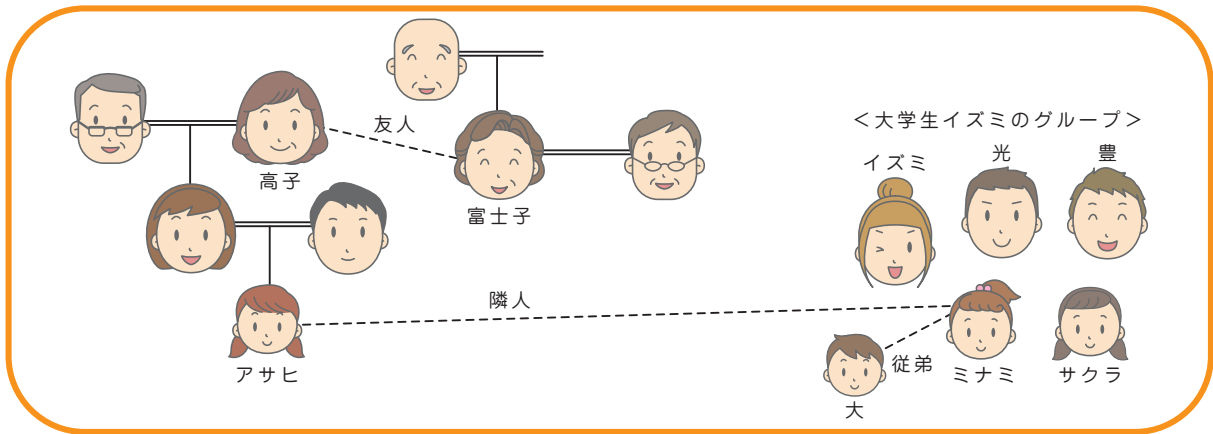 友人
高子
富士子
アサヒ
隣人
＜大学生イズミのグループ＞
イズミ
光
豊
大
従弟
ミナミ
サクラ